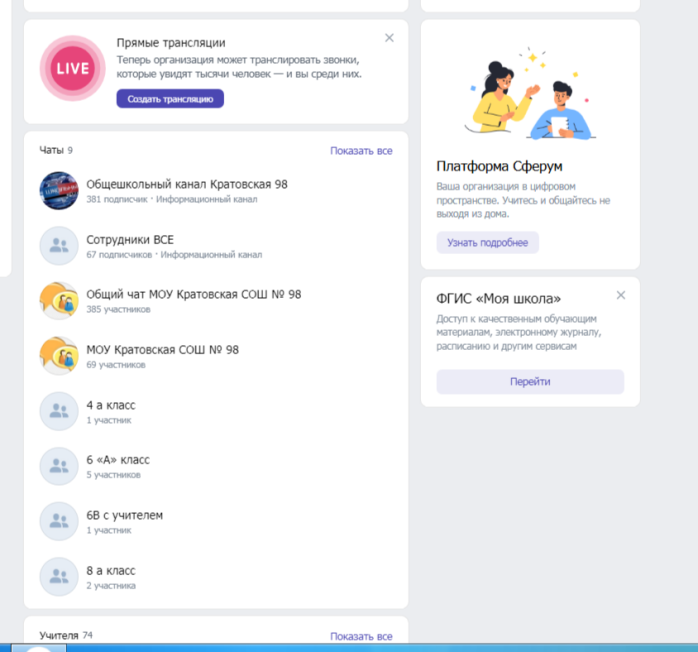 LIVE
Прямые трансляции
Теперь организация может транслировать звонки,
которые увидят тысячи человек — и вы среди них.
Создать трансляцию
Чаты 9
Показать все
Общешкольный канал Кратовская 98
381 подписчик · Информационный канал
Сотрудники ВСЕ
67 подписчиков · Информационный канал
Общий чат МОУ Кратовская СОШ № 98
385 участников
МОУ Кратовская СОШ № 98
69 участников
4 а класс
1 участник
6 «А» класс
5 участников
6В с учителем
1 участник
8 а класс
2 участника
Учителя 74
Показать все
Платформа Сферум
Ваша организация в цифровом
пространстве. Учитесь и общайтесь не
выходя из дома.
Узнать подробнее
ФГИС «Моя школа»
Доступ к качественным обучающим
материалам, электронному журналу,
расписанию и другим сервисам
Перейти